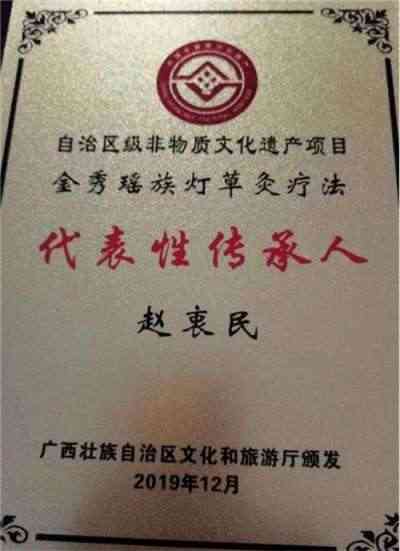 自治区级非物质文化遗产项目
金秀瑶族灯草灸疗法
代表性传承人
赵衷民
广西壮族自治区文化和旅游厅颁发
2019年12月